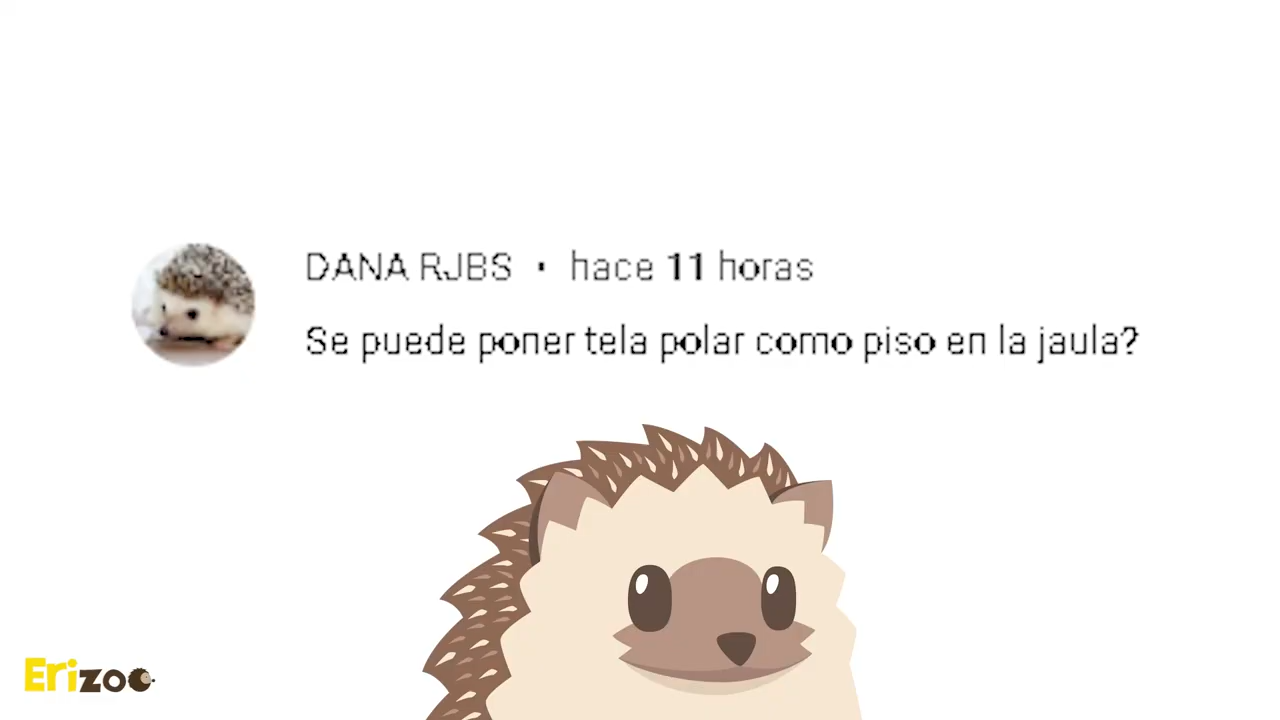 DANA RJBS · hace 11 horas
Se puede poner tela polar como piso en la jaula?
Erizoo